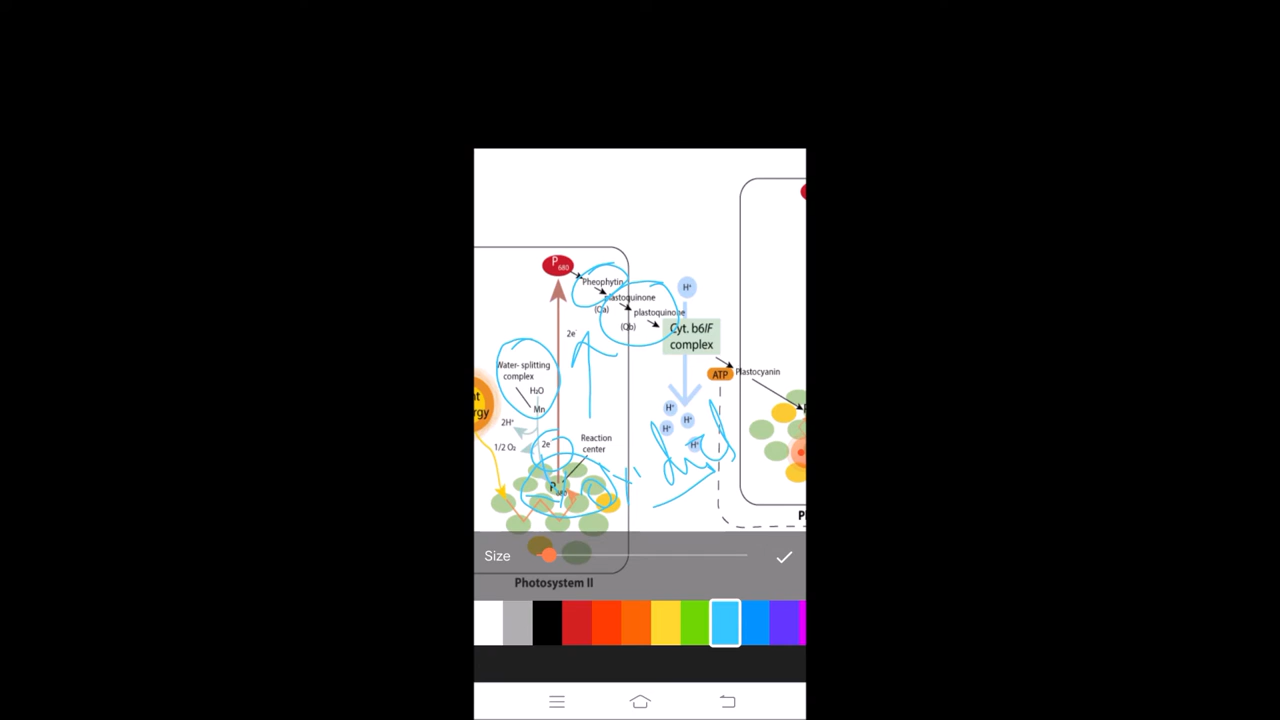 P680
Pheophytin
plastoquinone
(Qa)
plastoquinone
(Qb)
H⁺
Cyt. b6/F
complex
2e⁻
Water- splitting
complex
H₂O
Mn
2H⁺
1/2 O₂
2e
Reaction
center
ATP
Plastocyanin
H⁺
H⁺
H⁺
H⁺
Size
Photosystem II